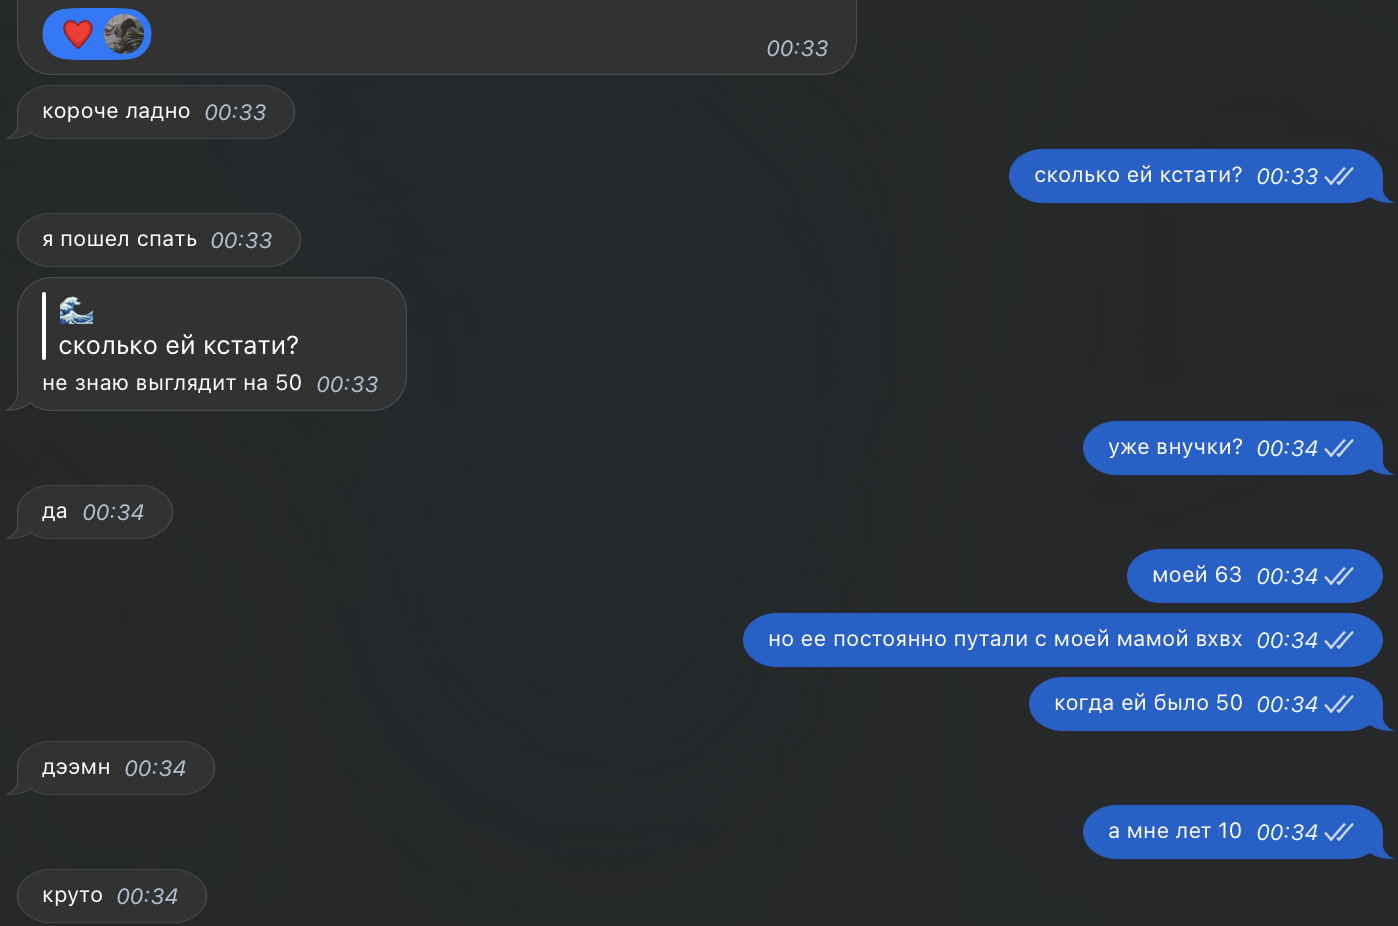 ❤️ 00:33
короче ладно 00:33
сколько ей кстати? 00:33
я пошел спать 00:33
🌊
сколько ей кстати?
не знаю выглядит на 50 00:33
уже внучки? 00:34
да 00:34
моей 63 00:34
но ее постоянно путали с моей мамой вхвх 00:34
когда ей было 50 00:34
дээмн 00:34
а мне лет 10 00:34
круто 00:34